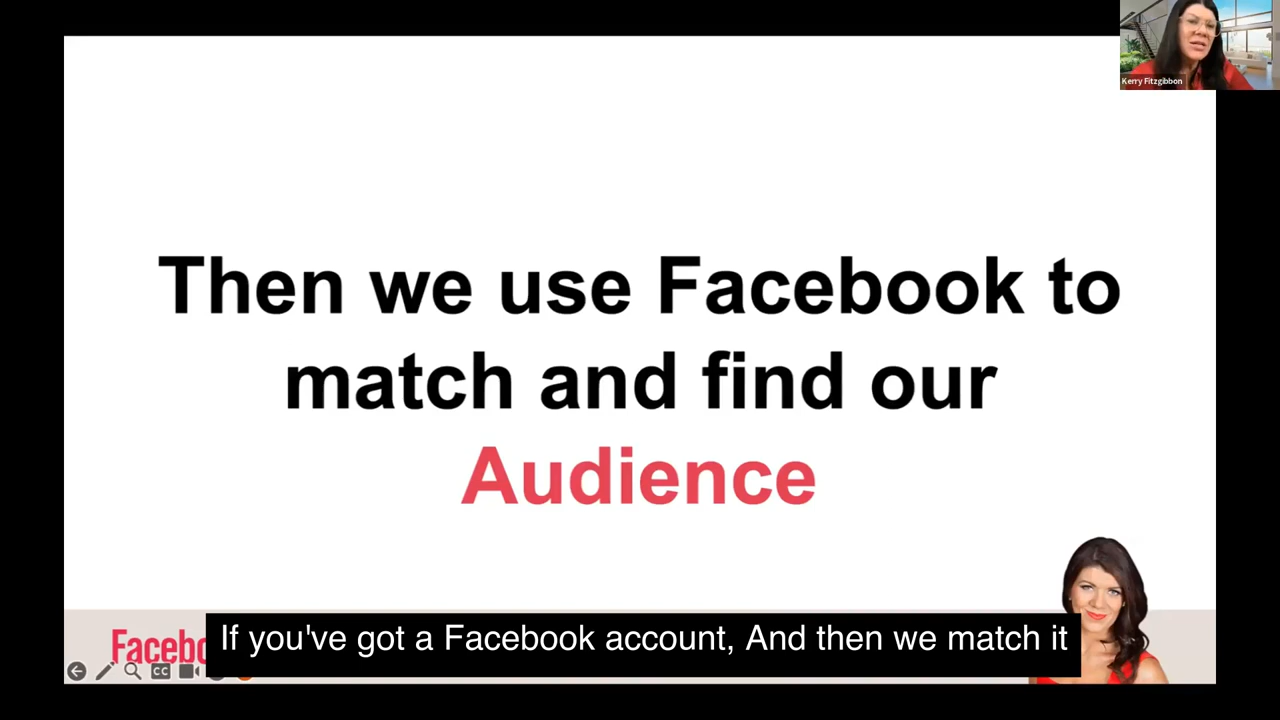 Kerry Fitzgibbon
Then we use Facebook to
match and find our
Audience
If you've got a Facebook account, And then we match it
CC